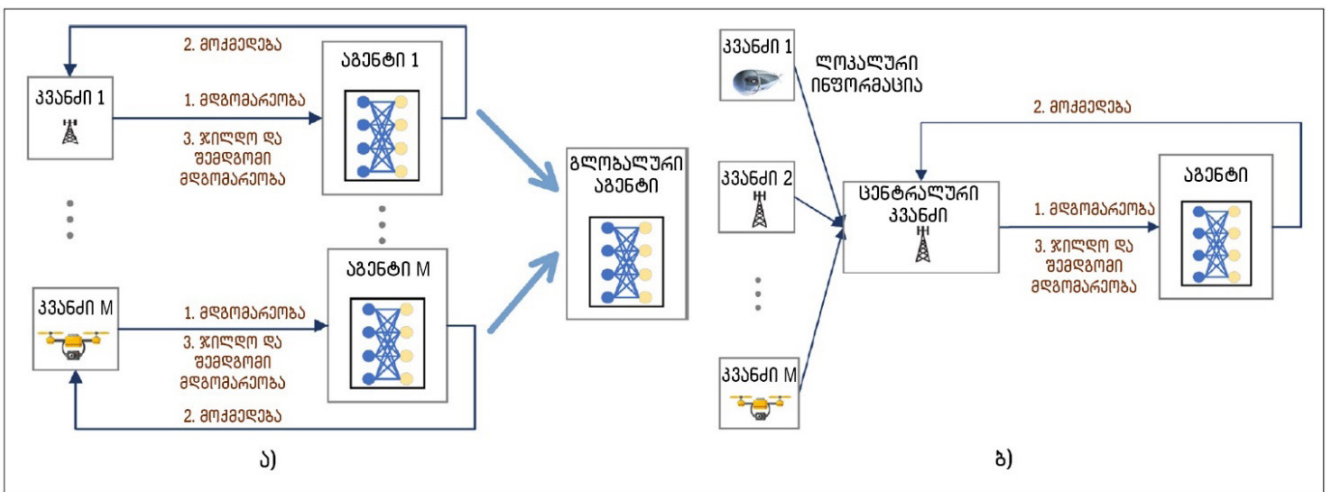 2. მოქმედება
აგენტი 1
კვანძი 1
1. მდგომარეობა
3. ჯილდო და
შემდგომი
მდგომარეობა
გლობალური
აგენტი
აგენტი M
კვანძი M
1. მდგომარეობა
3. ჯილდო და
შემდგომი
მდგომარეობა
2. მოქმედება
ა)
კვანძი 1
ლოკალური
ინფორმაცია
2. მოქმედება
კვანძი 2
ცენტრალური
კვანძი
აგენტი
1. მდგომარეობა
3. ჯილდო და
შემდგომი
მდგომარეობა
კვანძი M
ბ)